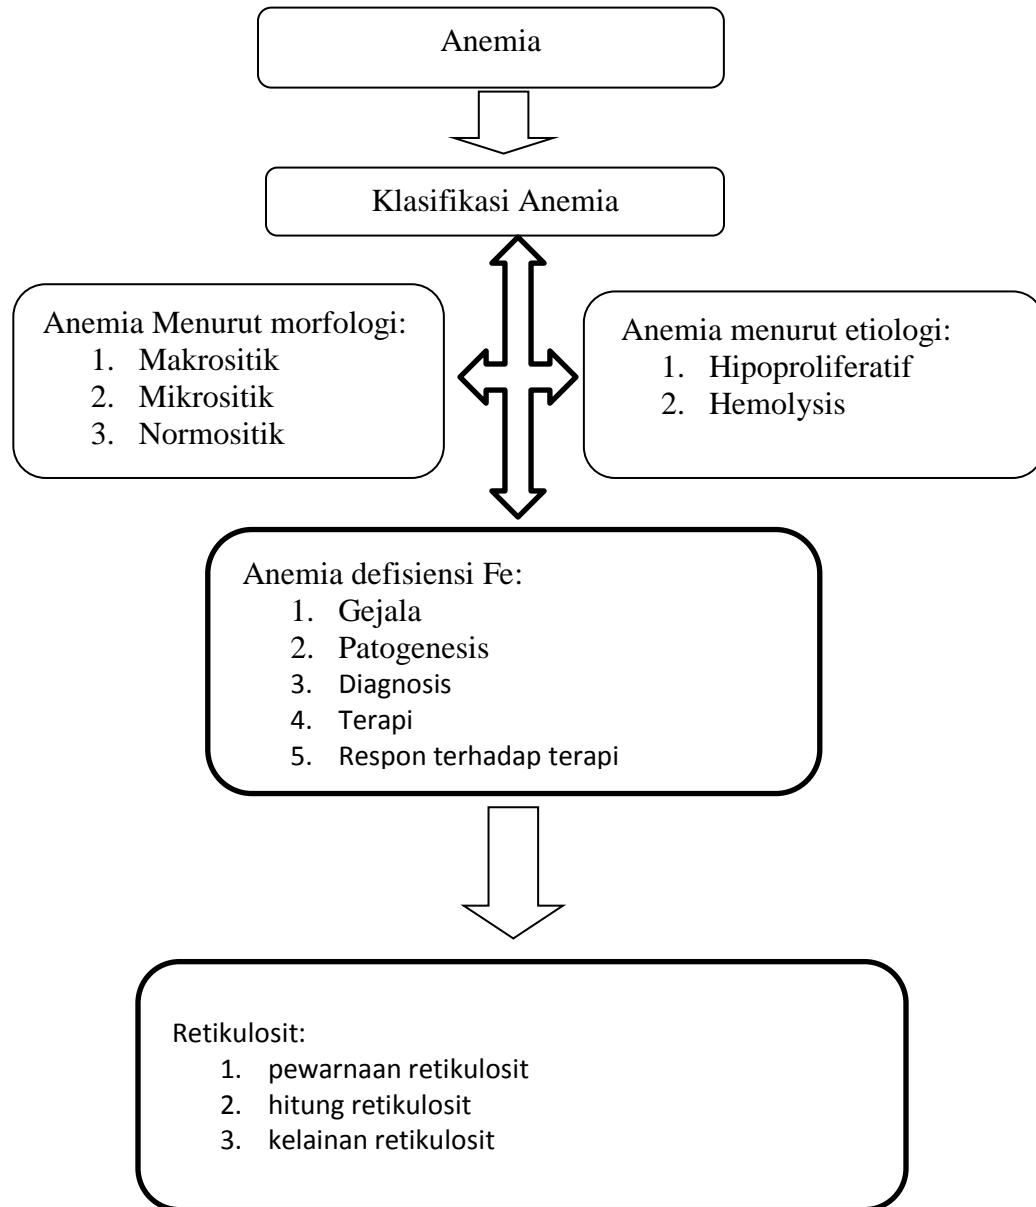 Anemia
Klasifikasi Anemia
Anemia Menurut morfologi:
1. Makrositik
2. Mikrositik
3. Normositik
Anemia menurut etiologi:
1. Hipoproliferatif
2. Hemolysis
Anemia defisiensi Fe:
1. Gejala
2. Patogenesis
3. Diagnosis
4. Terapi
5. Respon terhadap terapi
Retikulosit:
1. pewarnaan retikulosit
2. hitung retikulosit
3. kelainan retikulosit